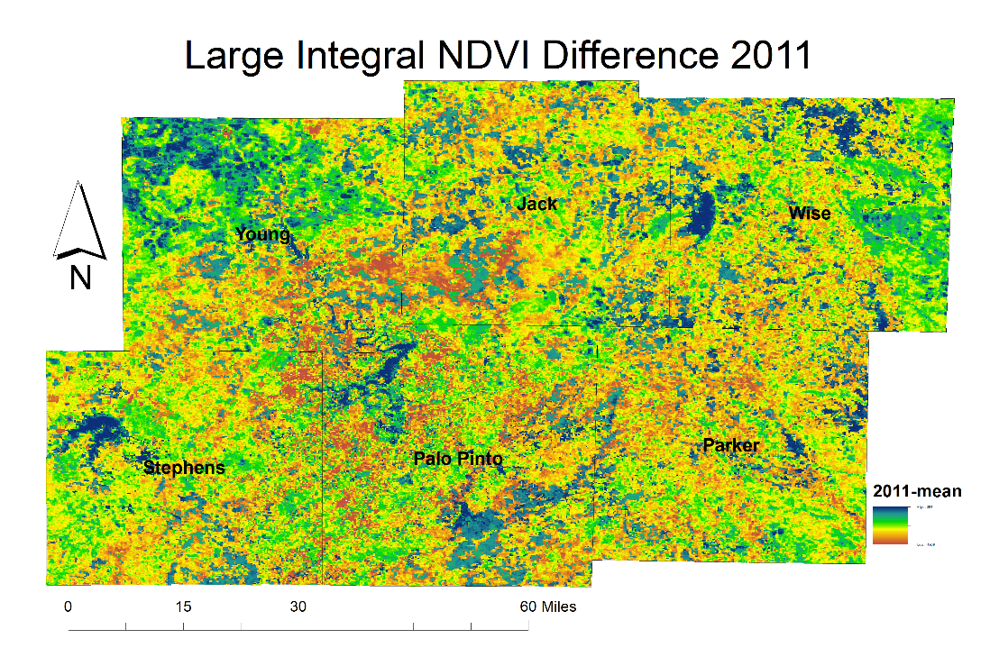 Large Integral NDVI Difference 2011
Jack
Wise
Young
N
Parker
Palo Pinto
Stephens
2011-mean
0 15 30 60 Miles